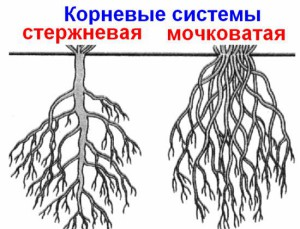 Корневые системы
стержневая мочковатая